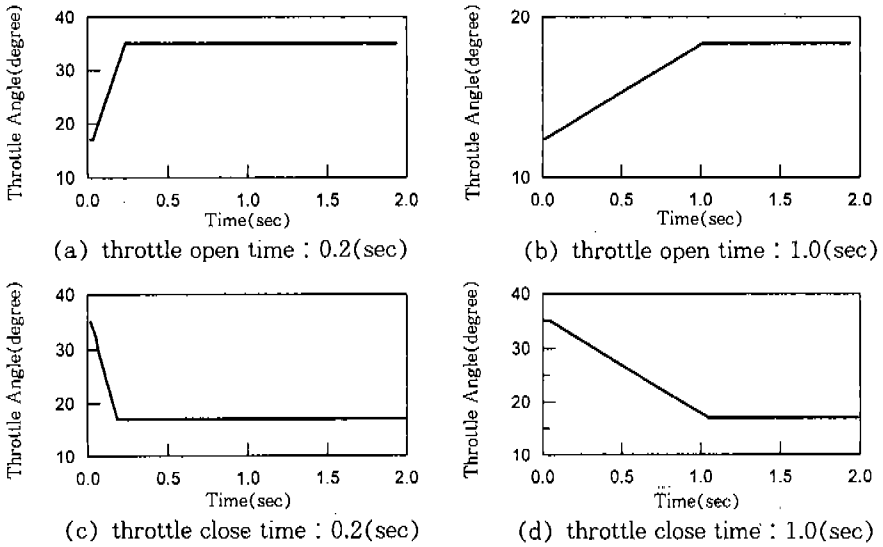 Throttle Angle(degree)
40
30
20
10
0.0 0.5 1.0 1.5 2.0
Time(sec)
(a) throttle open time : 0.2(sec)
Throttle Angle(degree)
20
10
0.0 0.5 1.0 1.5 2.0
Time(sec)
(b) throttle open time : 1.0(sec)
Throttle Angle(degree)
40
30
20
10
0.0 0.5 1.0 1.5 2.0
Time(sec)
(c) throttle close time : 0.2(sec)
Throttle Angle(degree)
40
30
20
10
0.0 0.5 1.0 1.5 2.0
Time(sec)
(d) throttle close time : 1.0(sec)